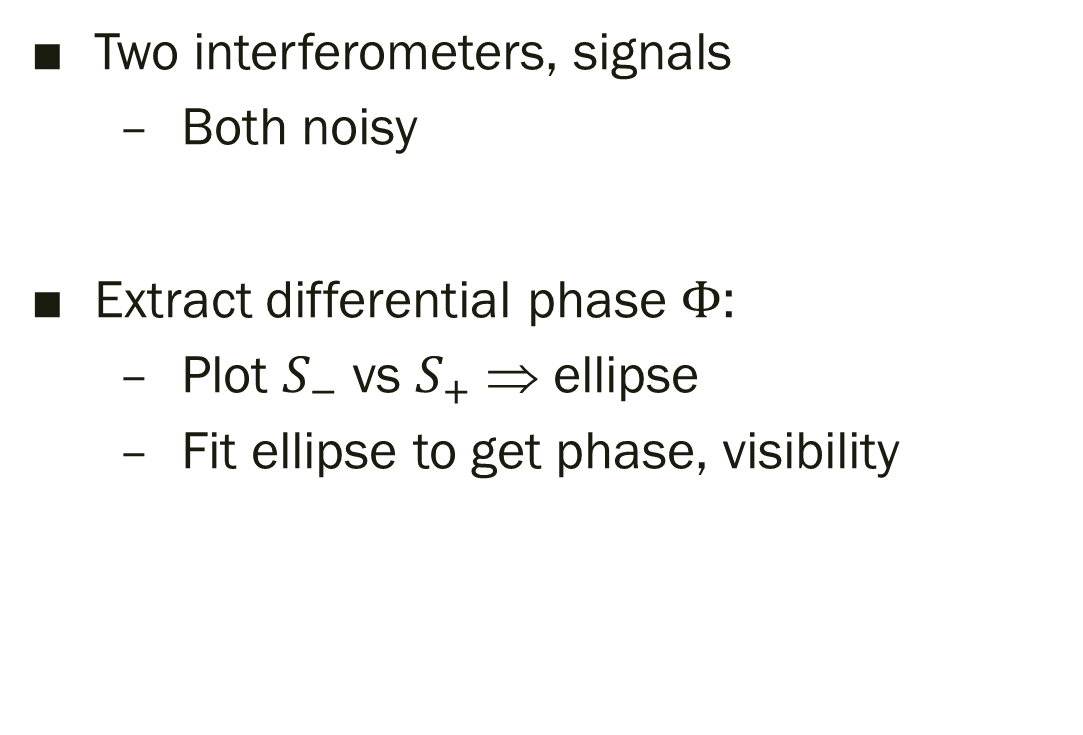 ■ Two interferometers, signals
– Both noisy
■ Extract differential phase Φ:
– Plot S₋ vs S₊ ⇒ ellipse
– Fit ellipse to get phase, visibility